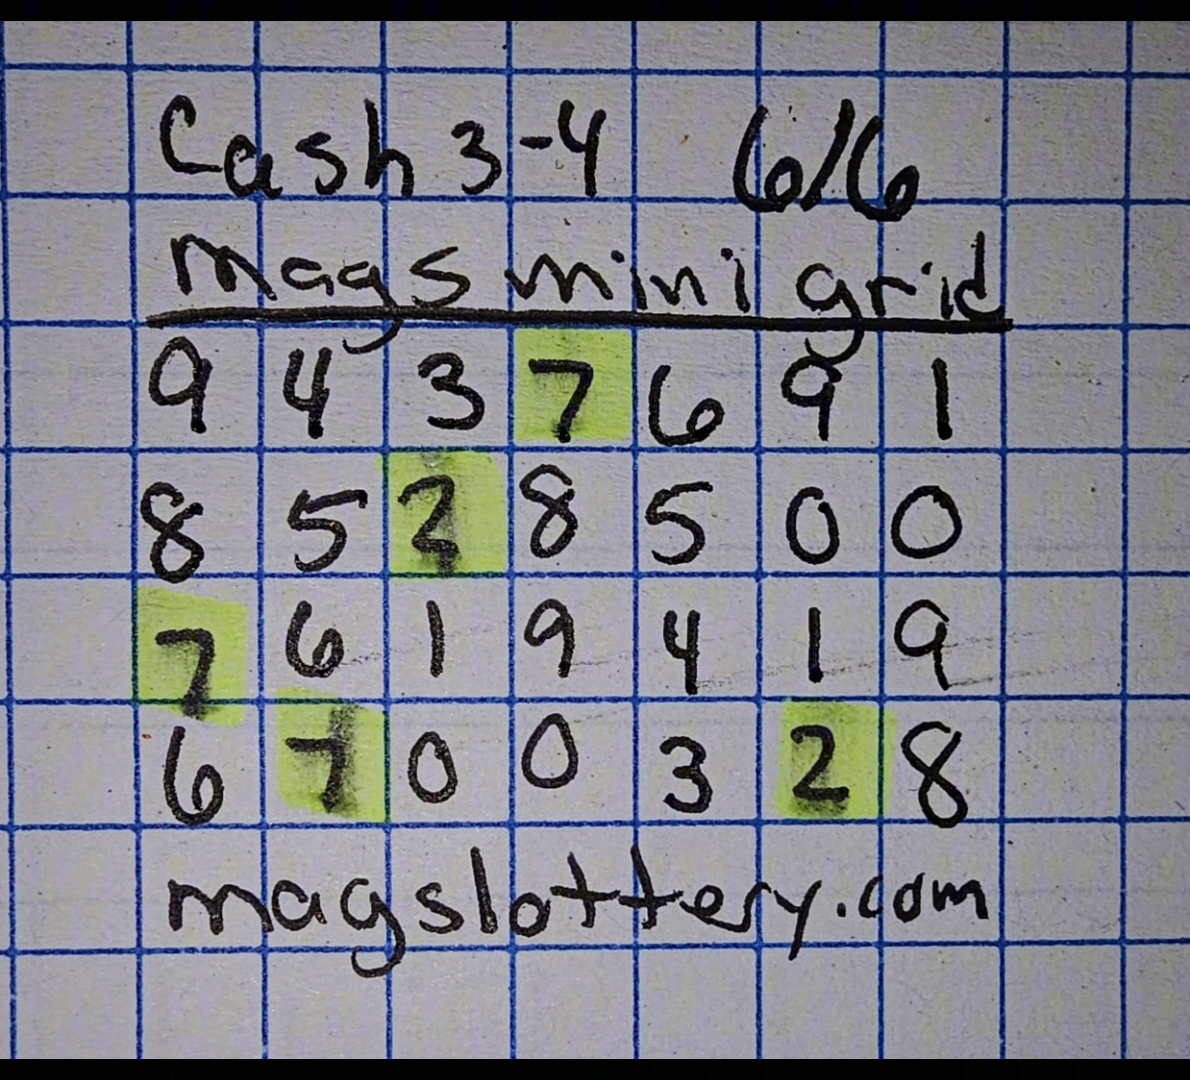 Cash 3-4 6/6
mags mini grid
9 4 3 7 6 9 1
8 5 2 8 5 0 0
7 6 1 9 4 1 9
6 7 0 0 3 2 8
magslottery.com